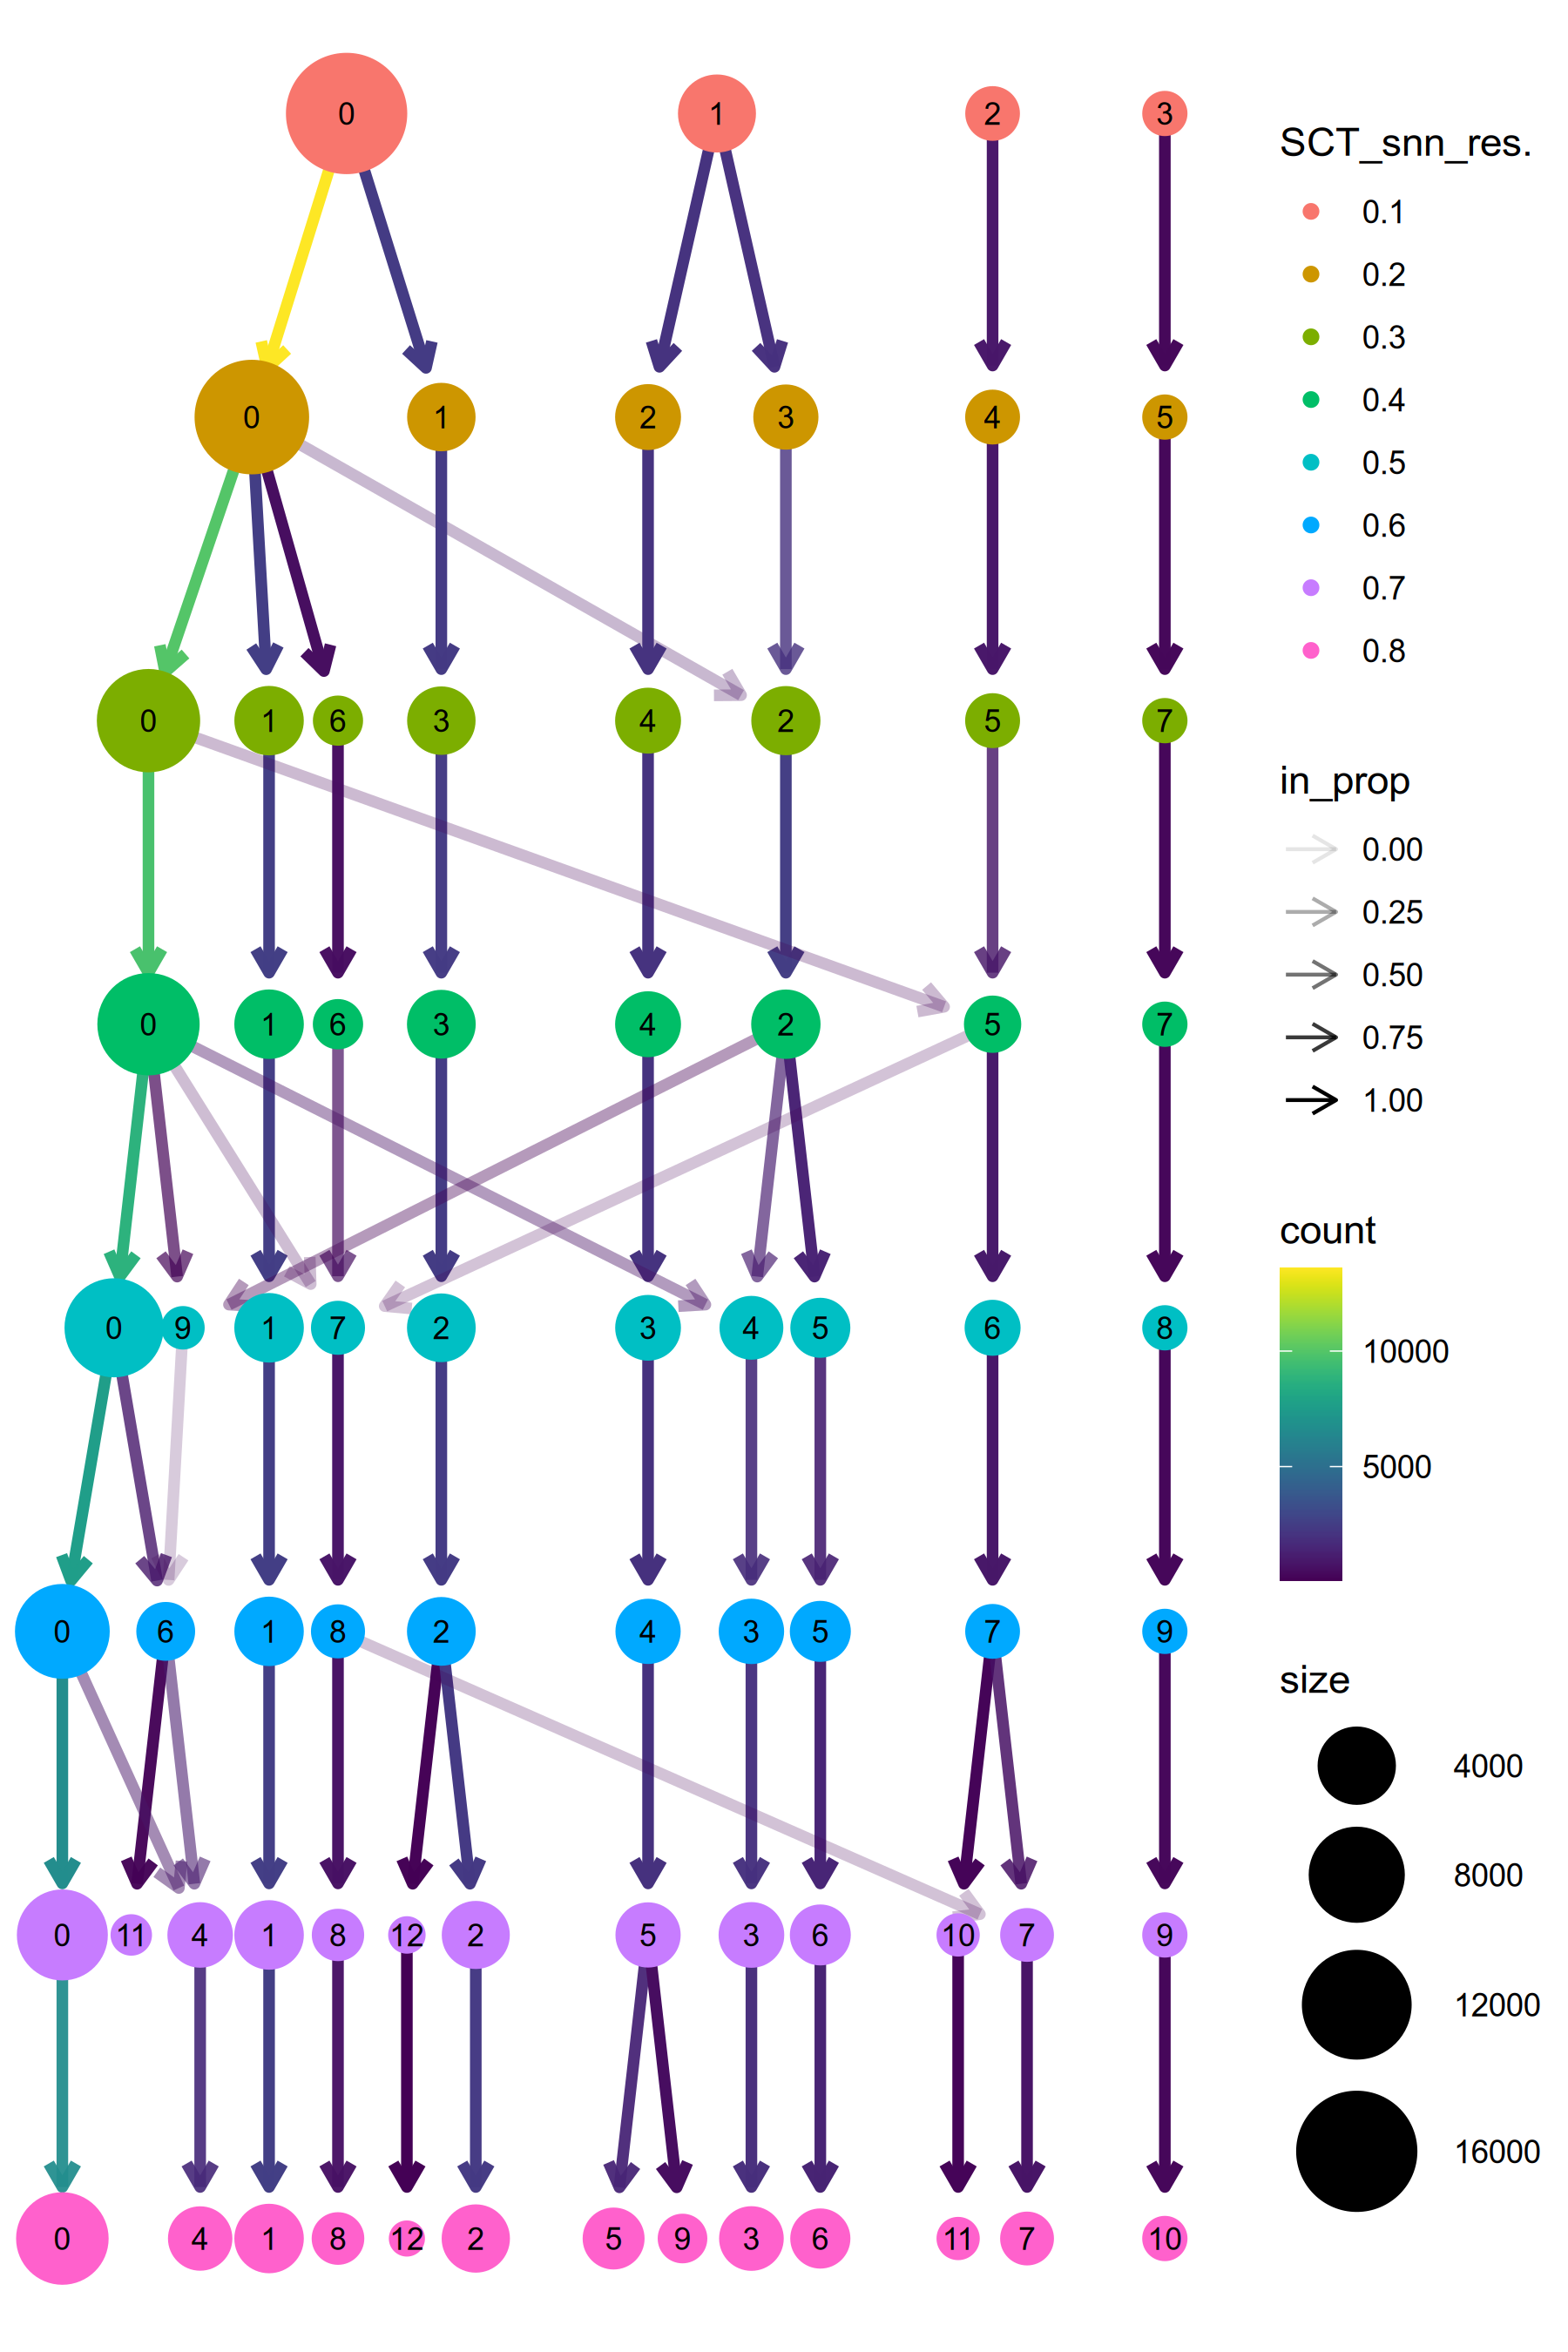 0 1 2 3
0 1 2 3 4 5
0 1 6 3 4 2 5 7
0 1 6 3 4 2 5 7
0 9 1 7 2 3 4 5 6 8
0 6 1 8 2 4 3 5 7 9
0 11 4 1 8 12 2 5 3 6 10 7 9
0 4 1 8 12 2 5 9 3 6 11 7 10
SCT_snn_res.
0.1
0.2
0.3
0.4
0.5
0.6
0.7
0.8
in_prop
0.00
0.25
0.50
0.75
1.00
count
10000
5000
size
4000
8000
12000
16000